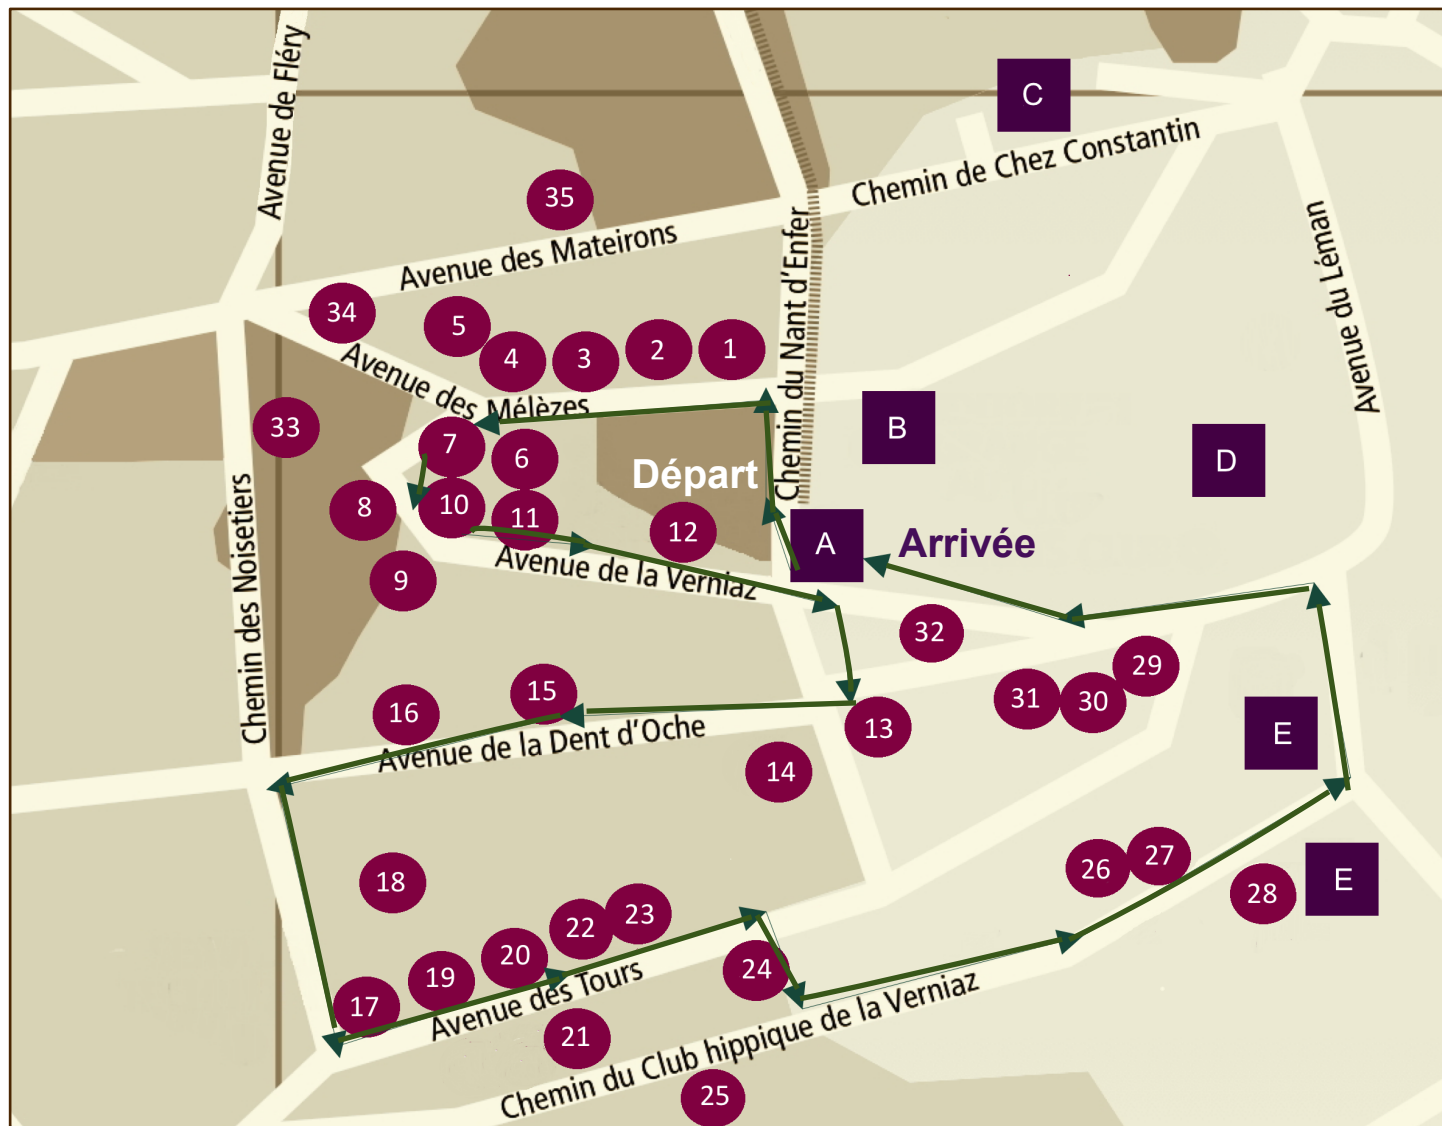 Avenue de Fléry
C
Chemin de Chez Constantin
35
Avenue des Mateirons
Chemin du Nant d'Enfer
Avenue du Léman
34
5
4
3
2
1
Avenue des Mélèzes
33
7
6
Départ
B
D
8
10
11
12
A
Arrivée
Chemin des Noisetiers
9
Avenue de la Verniaz
32
29
31
30
15
16
13
E
Avenue de la Dent d'Oche
14
18
26
27
28
E
23
22
20
19
24
17
Avenue des Tours
21
Chemin du Club hippique de la Verniaz
25